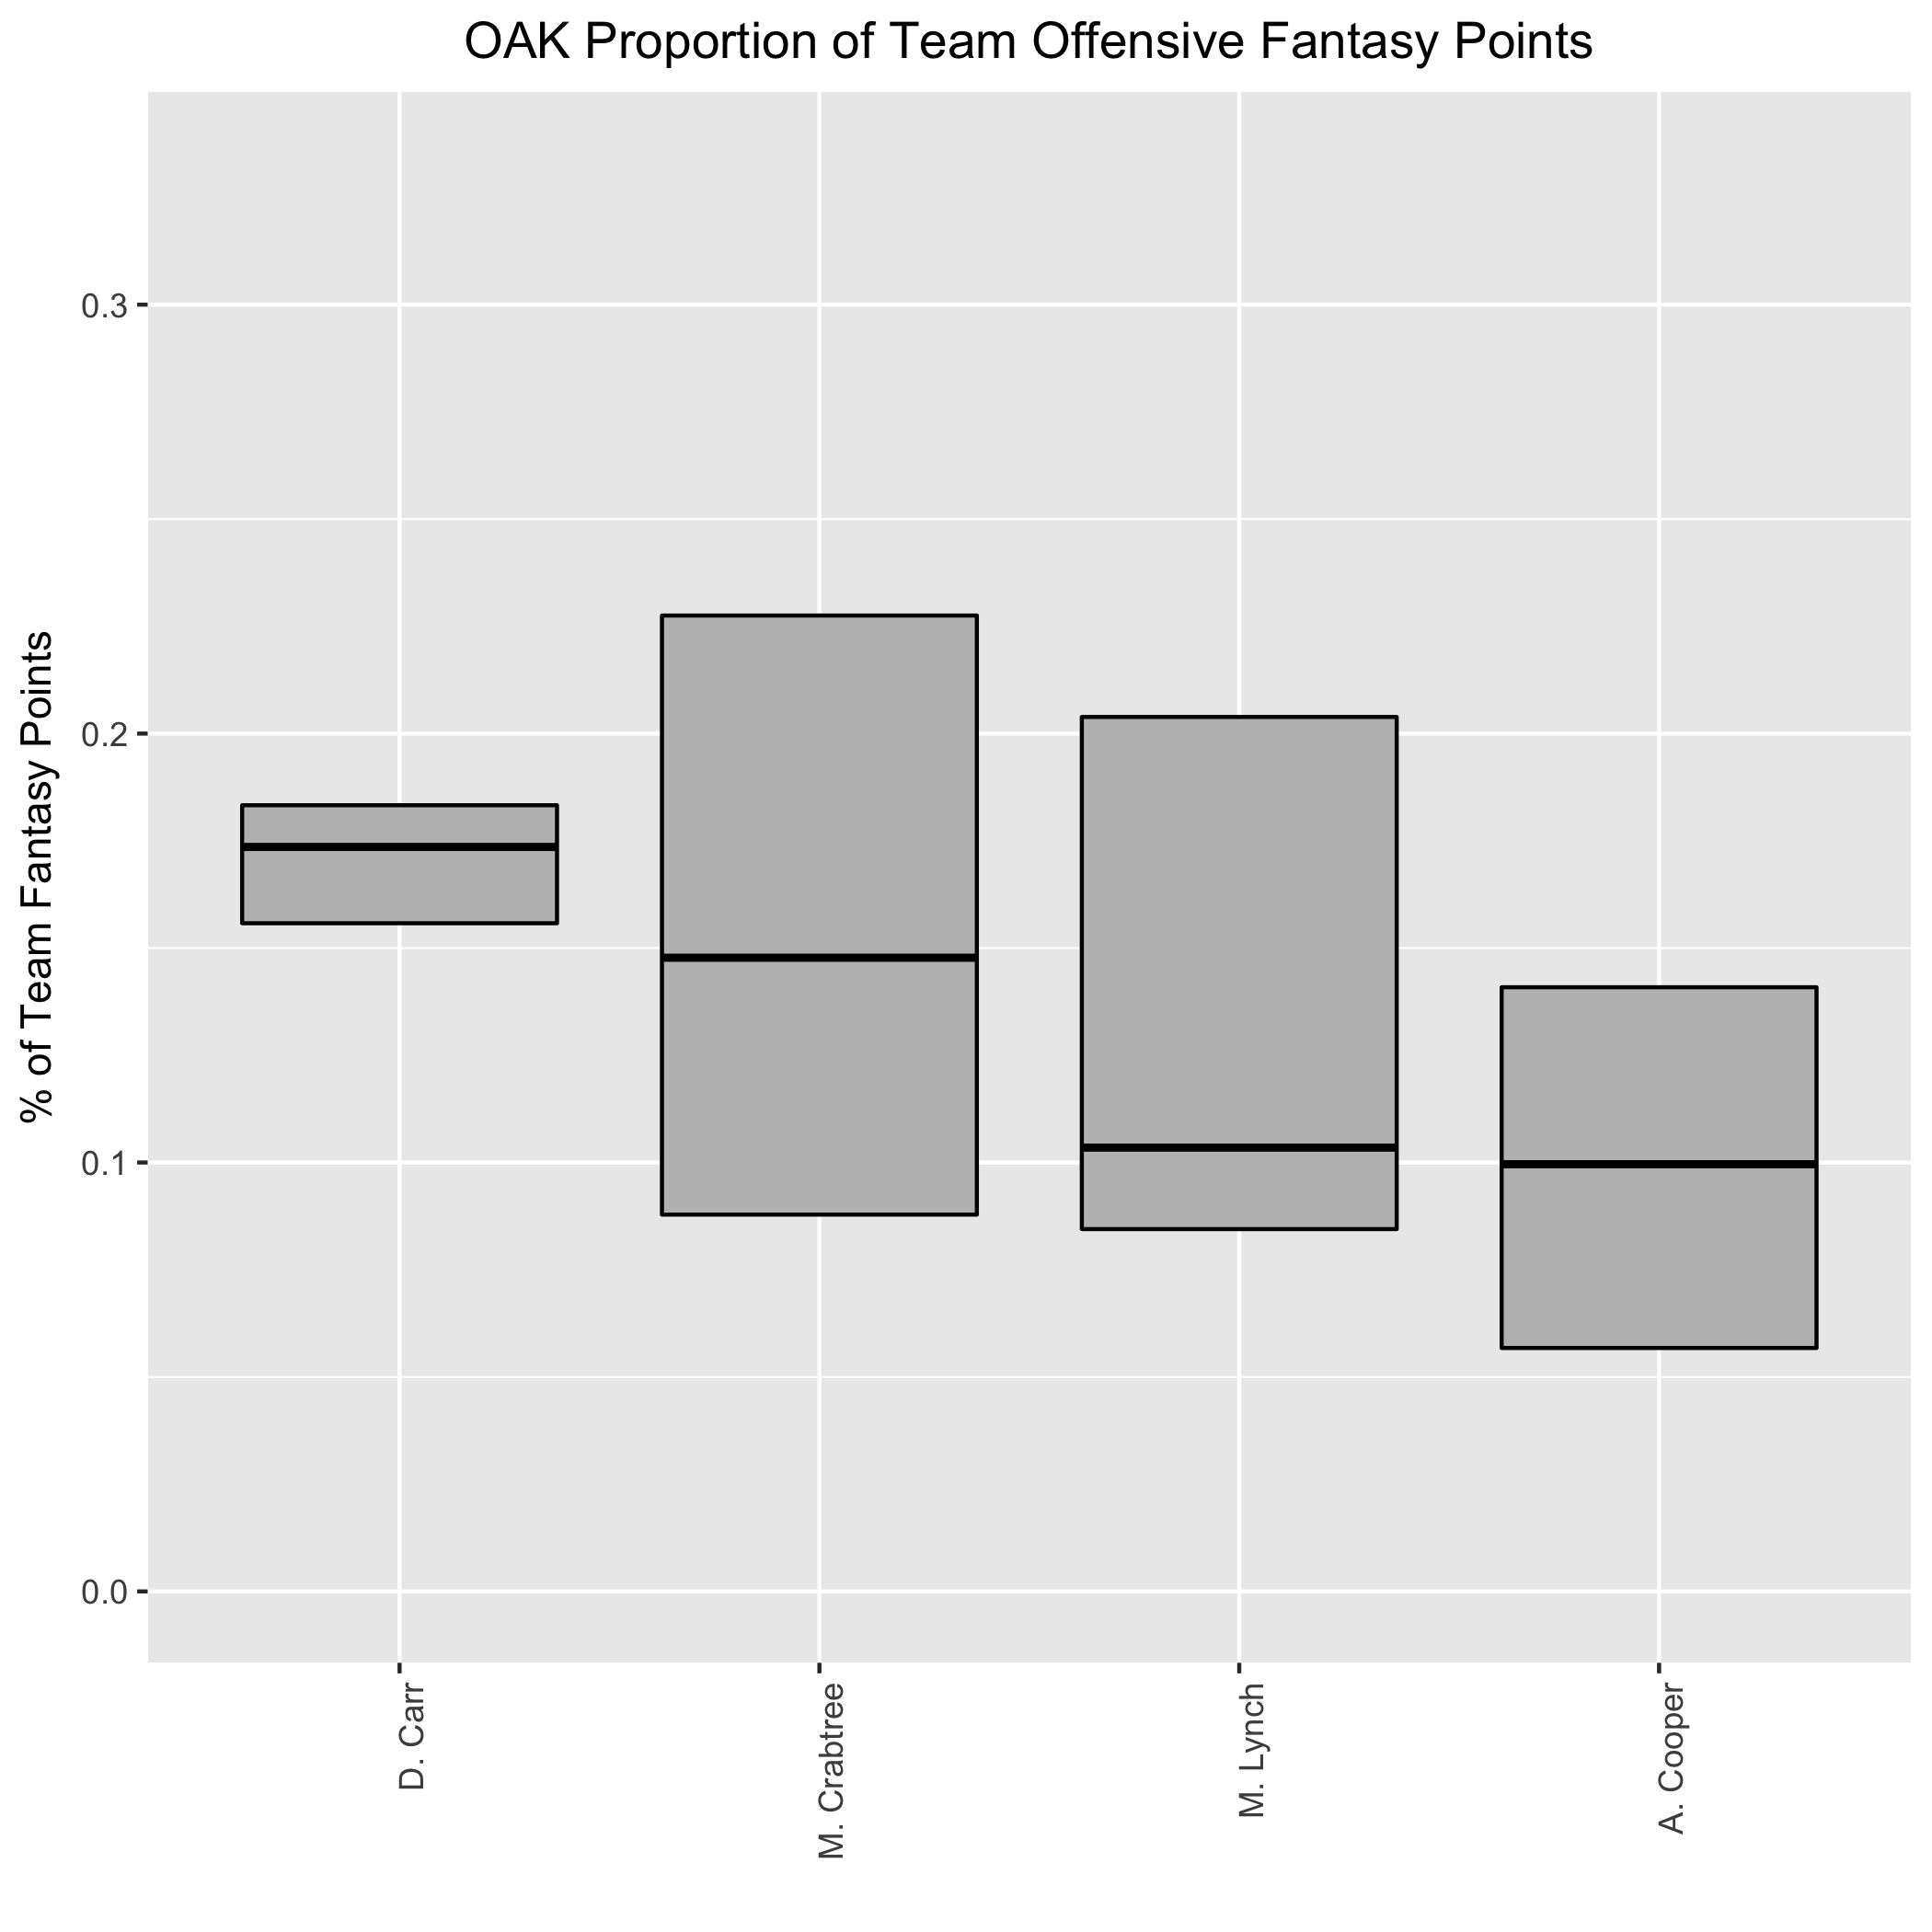 OAK Proportion of Team Offensive Fantasy Points
% of Team Fantasy Points
0.3
0.2
0.1
0.0
D. Carr
M. Crabtree
M. Lynch
A. Cooper